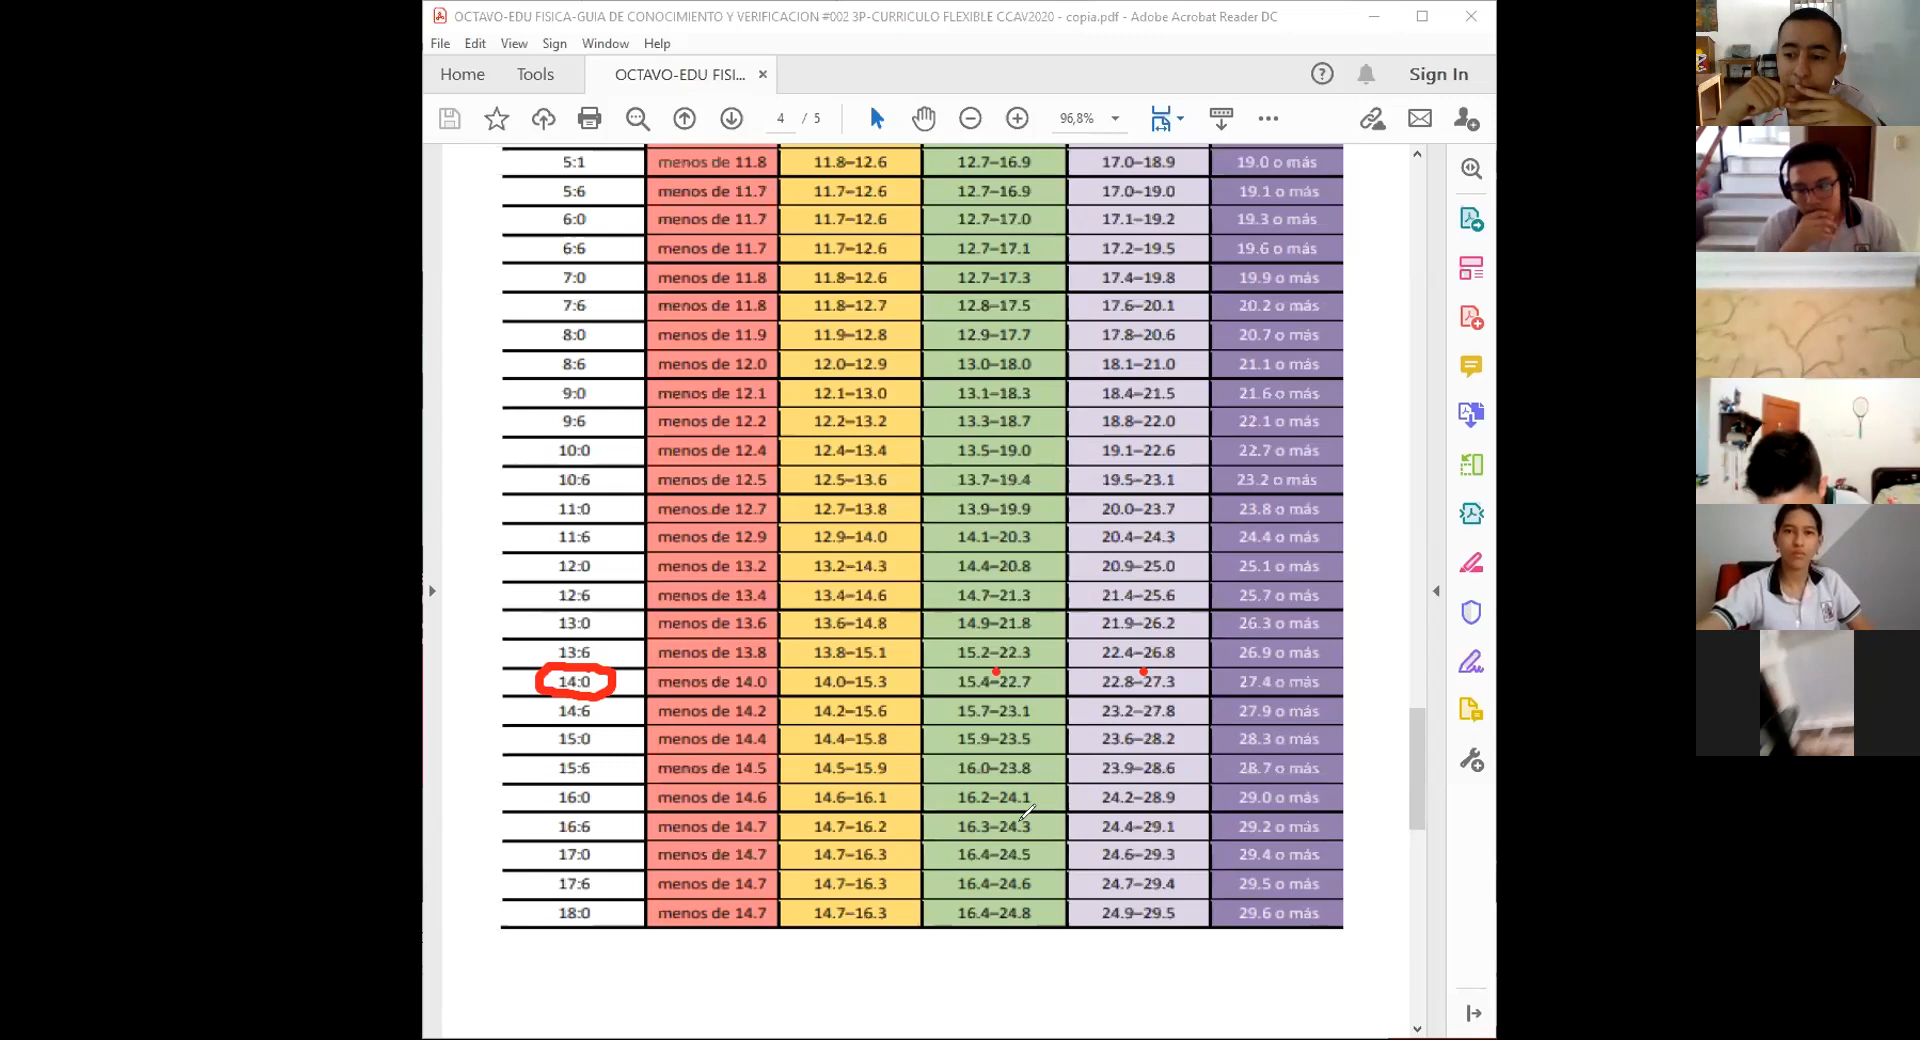 OCTAVO-EDU FISICA-GUIA DE CONOCIMIENTO Y VERIFICACION #002 3P-CURRICULO FLEXIBLE CCAV2020 - copia.pdf - Adobe Acrobat Reader DC
File Edit View Sign Window Help
Home Tools OCTAVO-EDU FISI... × Sign In
4 / 5 96,8%
5:1 menos de 11.8 11.8–12.6 12.7–16.9 17.0–18.9 19.0 o más
5:6 menos de 11.7 11.7–12.6 12.7–16.9 17.0–19.0 19.1 o más
6:0 menos de 11.7 11.7–12.6 12.7–17.0 17.1–19.2 19.3 o más
6:6 menos de 11.7 11.7–12.6 12.7–17.1 17.2–19.5 19.6 o más
7:0 menos de 11.8 11.8–12.6 12.7–17.3 17.4–19.8 19.9 o más
7:6 menos de 11.8 11.8–12.7 12.8–17.5 17.6–20.1 20.2 o más
8:0 menos de 11.9 11.9–12.8 12.9–17.7 17.8–20.6 20.7 o más
8:6 menos de 12.0 12.0–12.9 13.0–18.0 18.1–21.0 21.1 o más
9:0 menos de 12.1 12.1–13.0 13.1–18.3 18.4–21.5 21.6 o más
9:6 menos de 12.2 12.2–13.2 13.3–18.7 18.8–22.0 22.1 o más
10:0 menos de 12.4 12.4–13.4 13.5–19.0 19.1–22.6 22.7 o más
10:6 menos de 12.5 12.5–13.6 13.7–19.4 19.5–23.1 23.2 o más
11:0 menos de 12.7 12.7–13.8 13.9–19.9 20.0–23.7 23.8 o más
11:6 menos de 12.9 12.9–14.0 14.1–20.3 20.4–24.3 24.4 o más
12:0 menos de 13.2 13.2–14.3 14.4–20.8 20.9–25.0 25.1 o más
12:6 menos de 13.4 13.4–14.6 14.7–21.3 21.4–25.6 25.7 o más
13:0 menos de 13.6 13.6–14.8 14.9–21.8 21.9–26.2 26.3 o más
13:6 menos de 13.8 13.8–15.1 15.2–22.3 22.4–26.8 26.9 o más
14:0 menos de 14.0 14.0–15.3 15.4–22.7 22.8–27.3 27.4 o más
14:6 menos de 14.2 14.2–15.6 15.7–23.1 23.2–27.8 27.9 o más
15:0 menos de 14.4 14.4–15.8 15.9–23.5 23.6–28.2 28.3 o más
15:6 menos de 14.5 14.5–15.9 16.0–23.8 23.9–28.6 28.7 o más
16:0 menos de 14.6 14.6–16.1 16.2–24.1 24.2–28.9 29.0 o más
16:6 menos de 14.7 14.7–16.2 16.3–24.3 24.4–29.1 29.2 o más
17:0 menos de 14.7 14.7–16.3 16.4–24.5 24.6–29.3 29.4 o más
17:6 menos de 14.7 14.7–16.3 16.4–24.6 24.7–29.4 29.5 o más
18:0 menos de 14.7 14.7–16.3 16.4–24.8 24.9–29.5 29.6 o más